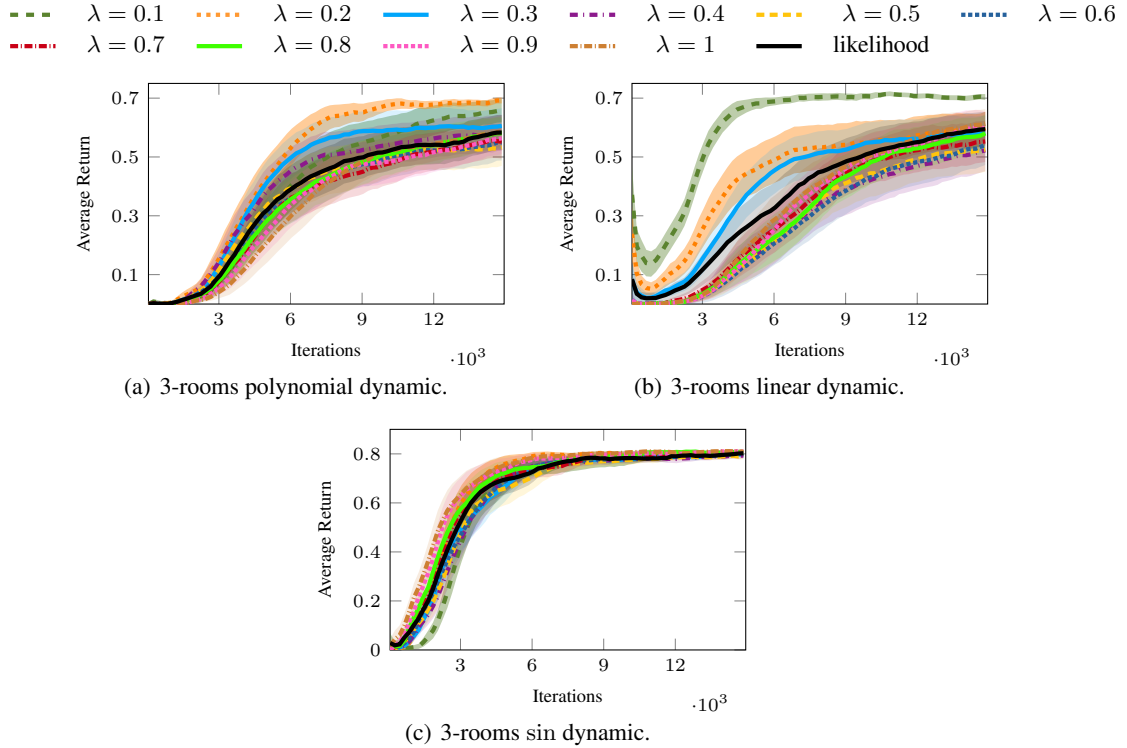 λ = 0.1 λ = 0.2 λ = 0.3 λ = 0.4 λ = 0.5 λ = 0.6
λ = 0.7 λ = 0.8 λ = 0.9 λ = 1 likelihood
0.7
0.5
0.3
0.1
Average Return
3 6 9 12
Iterations
·10³
(a) 3-rooms polynomial dynamic.
0.7
0.5
0.3
0.1
Average Return
3 6 9 12
Iterations
·10³
(b) 3-rooms linear dynamic.
0.8
0.6
0.4
0.2
0
Average Return
3 6 9 12
Iterations
·10³
(c) 3-rooms sin dynamic.